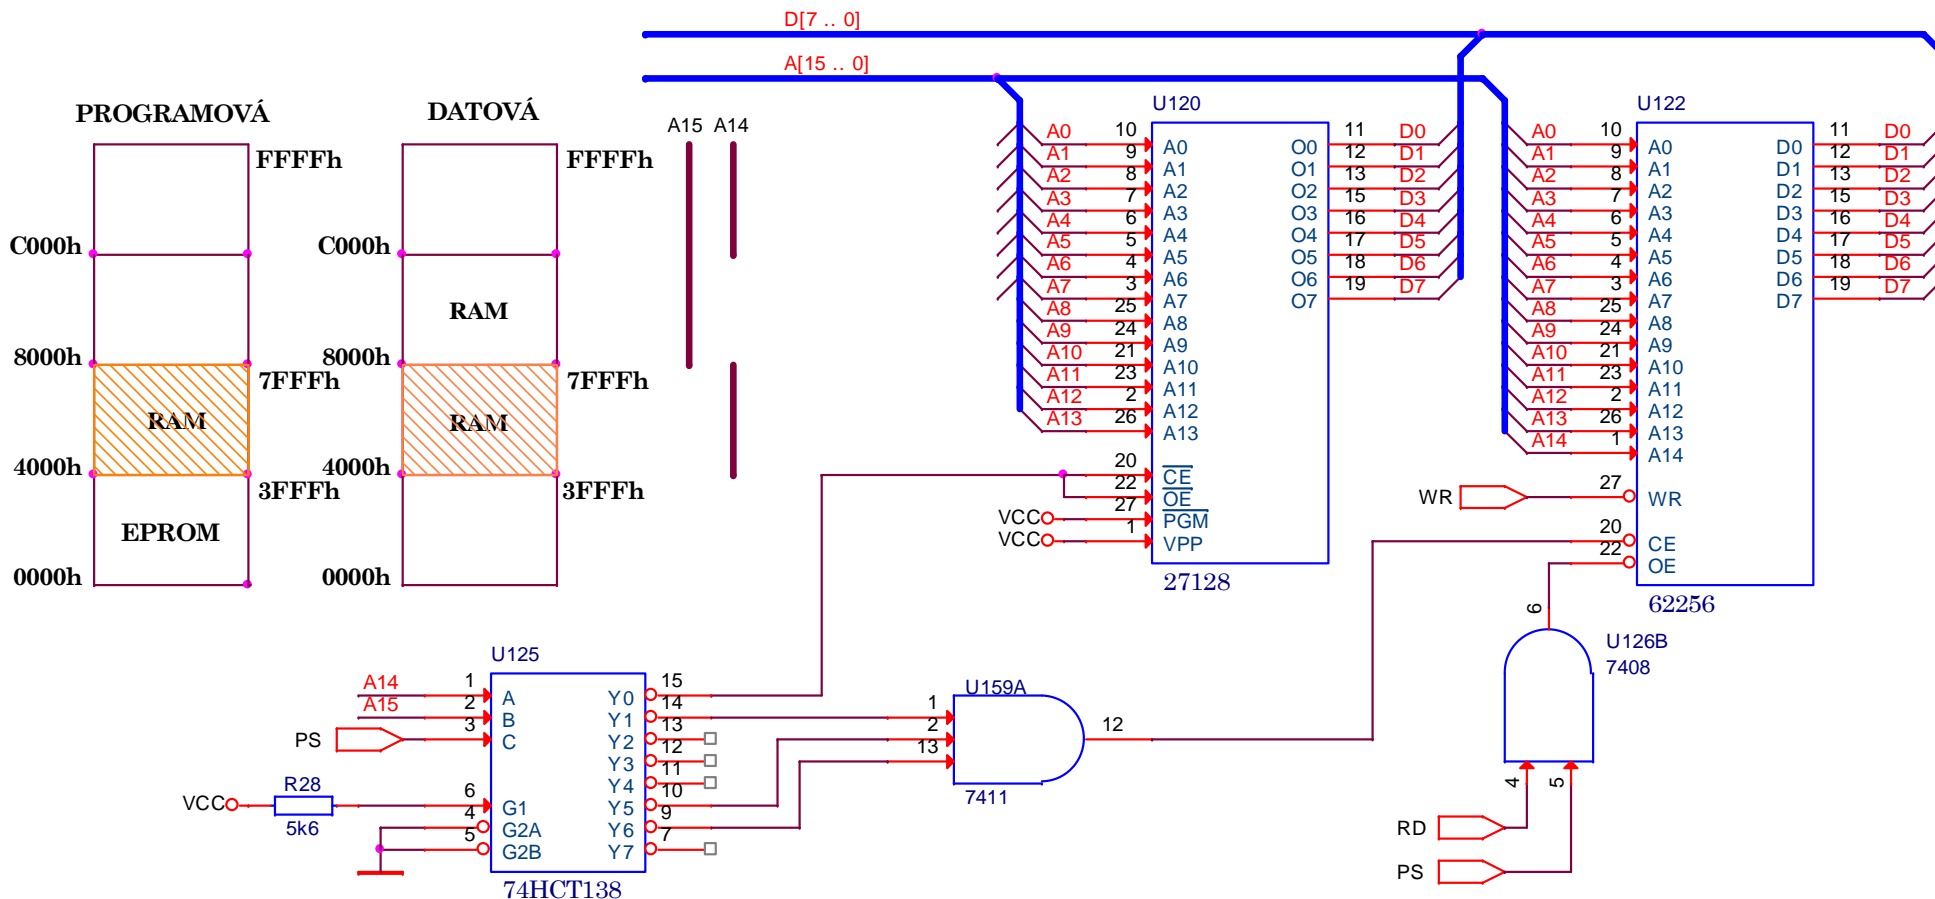 D[7 .. 0]
A[15 .. 0]
PROGRAMOVÁ
FFFFh
C000h
8000h
7FFFh
RAM
4000h
3FFFh
EPROM
0000h
DATOVÁ
FFFFh
C000h
RAM
8000h
7FFFh
RAM
4000h
3FFFh
0000h
A15 A14
U120
A0 10 A0 O0 11 D0
A1 9 A1 O1 12 D1
A2 8 A2 O2 13 D2
A3 7 A3 O3 15 D3
A4 6 A4 O4 16 D4
A5 5 A5 O5 17 D5
A6 4 A6 O6 18 D6
A7 3 A7 O7 19 D7
A8 25 A8
A9 24 A9
A10 21 A10
A11 23 A11
A12 2 A12
A13 26 A13
20 CE
22 OE
VCC 27 PGM
VCC 1 VPP
27128
U122
A0 10 A0 D0 11 D0
A1 9 A1 D1 12 D1
A2 8 A2 D2 13 D2
A3 7 A3 D3 15 D3
A4 6 A4 D4 16 D4
A5 5 A5 D5 17 D5
A6 4 A6 D6 18 D6
A7 3 A7 D7 19 D7
A8 25 A8
A9 24 A9
A10 21 A10
A11 23 A11
A12 2 A12
A13 26 A13
A14 1 A14
WR 27 WR
20 CE
22 OE
62256
U125
A14 1 A Y0 15
A15 2 B Y1 14
PS 3 C Y2 13
Y3 12
Y4 11
VCC R28 5k6 6 G1 Y5 10
4 G2A Y6 9
5 G2B Y7 7
74HCT138
U159A
1
2
13
12
7411
6
U126B
7408
4 5
RD
PS